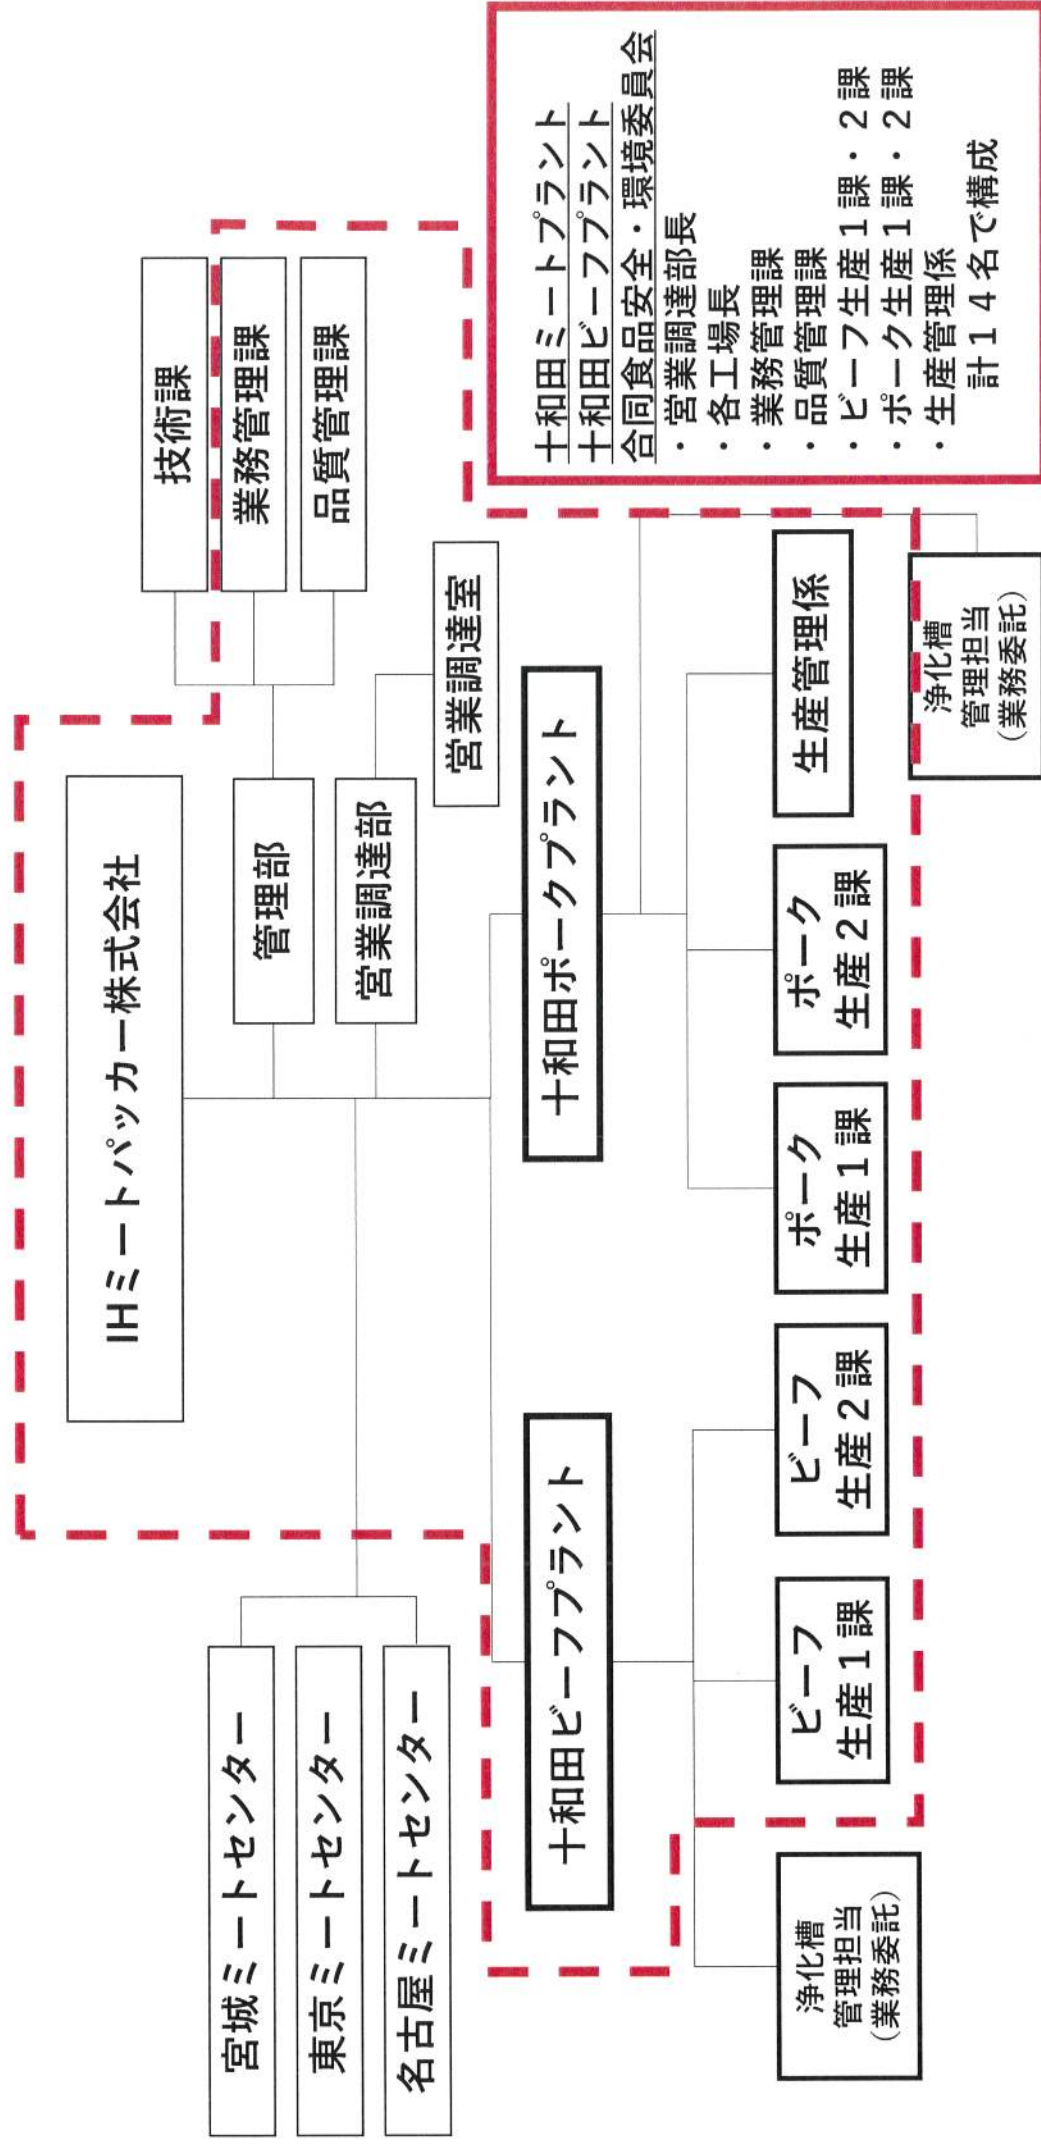 IHミートパッカー株式会社
管理部
技術課
業務管理課
品質管理課
営業調達部
営業調達室
宮城ミートセンター
東京ミートセンター
名古屋ミートセンター
十和田ビーフプラント
十和田ポークプラント
浄化槽
管理担当
(業務委託)
ビーフ
生産1課
ビーフ
生産2課
ポーク
生産1課
ポーク
生産2課
生産管理係
浄化槽
管理担当
(業務委託)
十和田ミートプラント
十和田ビーフプラント
合同食品安全・環境委員会
・営業調達部長
・各工場長
・業務管理課
・品質管理課
・ビーフ生産1課・2課
・ポーク生産1課・2課
・生産管理係
計14名で構成